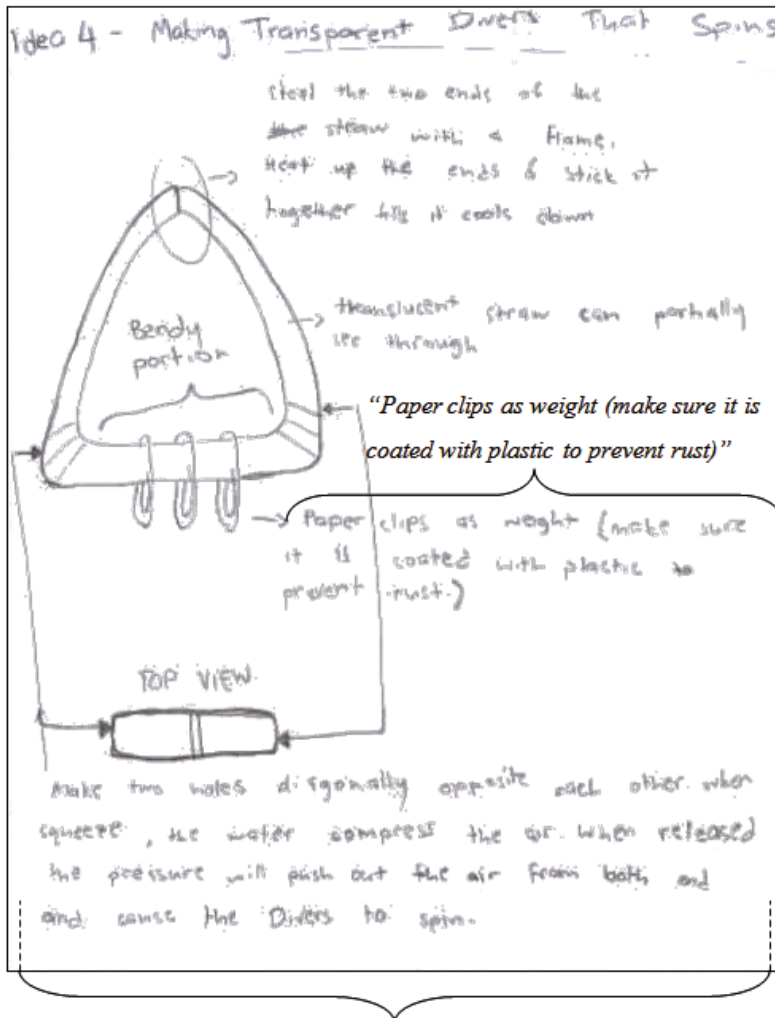 Idea 4 - Making Transparent Divers That Spins
steal the two ends of the
the straw with a flame.
Heat up the ends & stick it
together till it cools down
translucent straw can partially
see through
Bendy
portion
“Paper clips as weight (make sure it is
coated with plastic to prevent rust)”
Paper clips as weight (make sure
it is coated with plastic to
prevent rust.)
TOP VIEW
Make two holes diagonally opposite each other. when
squeeze, the water compress the air. when released
the pressure will push out the air from both end
and cause the Divers to spin.